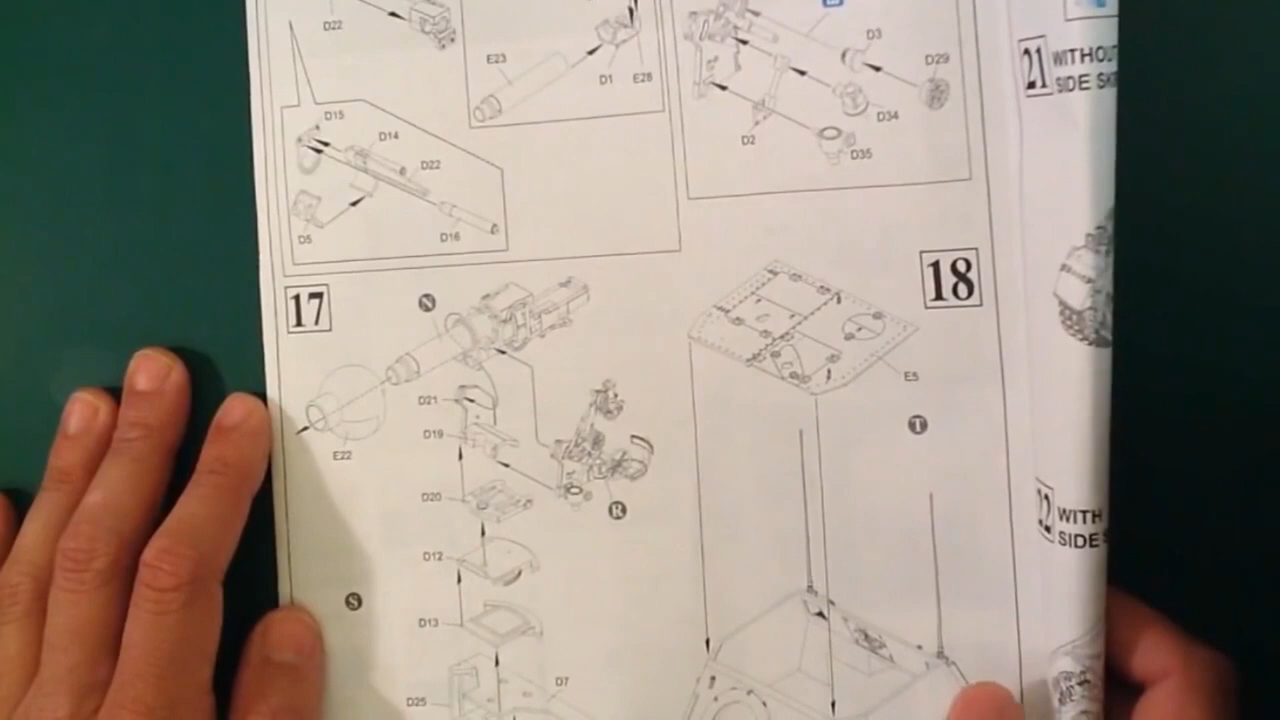 D22
E23
D1
E28
D3
D29
D34
D2
D35
D15
D14
D22
D5
D16
21
WITHOU
SIDE SK
17
N
18
D21
E5
D19
T
E22
D20
R
22
WITH
SIDE
D12
S
D13
D7
D25